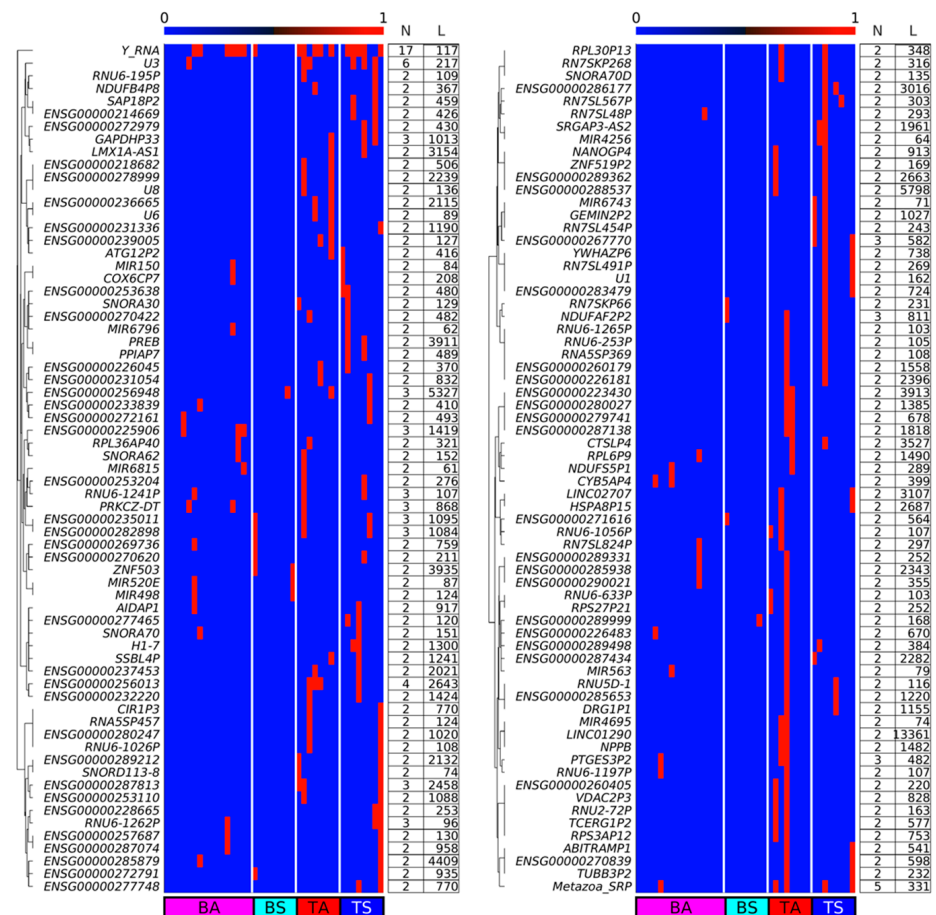 0 1 0 1
N L N L
Y_RNA 17 117
U3 6 217
RNU6-195P 2 109
NDUFB4P8 2 367
SAP18P2 2 459
ENSG00000214669 2 426
ENSG00000272979 2 430
GAPDHP33 3 1013
LMX1A-AS1 2 3154
ENSG00000218682 2 506
ENSG00000278999 2 2239
U8 2 136
ENSG00000236665 2 2115
U6 2 89
ENSG00000231336 2 1190
ENSG00000239005 2 127
ATG12P2 2 416
MIR150 2 84
COX6CP7 2 208
ENSG00000253638 2 480
SNORA30 2 129
ENSG00000270422 2 482
MIR6796 2 62
PREB 2 3911
PPIAP7 2 489
ENSG00000226045 2 370
ENSG00000231054 2 832
ENSG00000256948 3 5327
ENSG00000233839 2 410
ENSG00000272161 2 493
ENSG00000225906 3 1419
RPL36AP40 2 321
SNORA62 2 152
MIR6815 2 61
ENSG00000253204 2 276
RNU6-1241P 3 107
PRKCZ-DT 3 868
ENSG00000235011 3 1095
ENSG00000282898 3 1084
ENSG00000269736 2 759
ENSG00000270620 2 211
ZNF503 2 3935
MIR520E 2 87
MIR498 2 124
AIDAP1 2 917
ENSG00000277465 2 120
SNORA70 2 151
H1-7 2 1300
SSBL4P 2 1241
ENSG00000237453 2 2021
ENSG00000256013 4 2643
ENSG00000232220 2 1424
CIR1P3 2 770
RNA5SP457 2 124
ENSG00000280247 2 1020
RNU6-1026P 2 108
ENSG00000289212 2 2132
SNORD113-8 2 74
ENSG00000287813 3 2458
ENSG00000253110 2 1088
ENSG00000228665 2 253
RNU6-1262P 3 96
ENSG00000257687 2 130
ENSG00000287074 2 958
ENSG00000285879 2 4409
ENSG00000272791 2 935
ENSG00000277748 2 770
BA BS TA TS
RPL30P13 2 348
RN7SKP268 2 316
SNORA70D 2 135
ENSG00000286177 2 3016
RN7SL567P 2 303
RN7SL48P 2 293
SRGAP3-AS2 2 1961
MIR4256 2 64
NANOGP4 2 913
ZNF519P2 2 169
ENSG00000289362 2 2663
ENSG00000288537 2 5798
MIR6743 2 71
GEMIN2P2 2 1027
RN7SL454P 2 243
ENSG00000267770 3 582
YWHAZP6 2 738
RN7SL491P 2 269
U1 2 162
ENSG00000283479 2 724
RN7SKP66 2 231
NDUFAF2P2 3 811
RNU6-1265P 2 103
RNU6-253P 2 105
RNA5SP369 2 108
ENSG00000260179 2 1558
ENSG00000226181 2 2396
ENSG00000223430 2 3913
ENSG00000280027 2 1385
ENSG00000279741 2 678
ENSG00000287138 2 1818
CTSLP4 2 3527
RPL6P9 2 1490
NDUFS5P1 2 289
CYB5AP4 2 399
LINC02707 2 3107
HSPA8P15 2 2687
ENSG00000271616 2 564
RNU6-1056P 2 107
RN7SL824P 2 297
ENSG00000289331 2 252
ENSG00000285938 2 2343
ENSG00000290021 2 355
RNU6-633P 2 103
RPS27P21 2 252
ENSG00000289999 2 168
ENSG00000226483 2 670
ENSG00000289498 2 384
ENSG00000287434 2 2282
MIR563 2 79
RNU5D-1 2 116
ENSG00000285653 2 1220
DRG1P1 2 1155
MIR4695 2 74
LINC01290 2 13361
NPPB 2 1482
PTGES3P2 3 482
RNU6-1197P 2 107
ENSG00000260405 2 220
VDAC2P3 2 828
RNU2-72P 2 163
TCERG1P2 2 577
RPS3AP12 2 753
ABITRAMP1 2 541
ENSG00000270839 2 598
TUBB3P2 2 232
Metazoa_SRP 5 331
BA BS TA TS